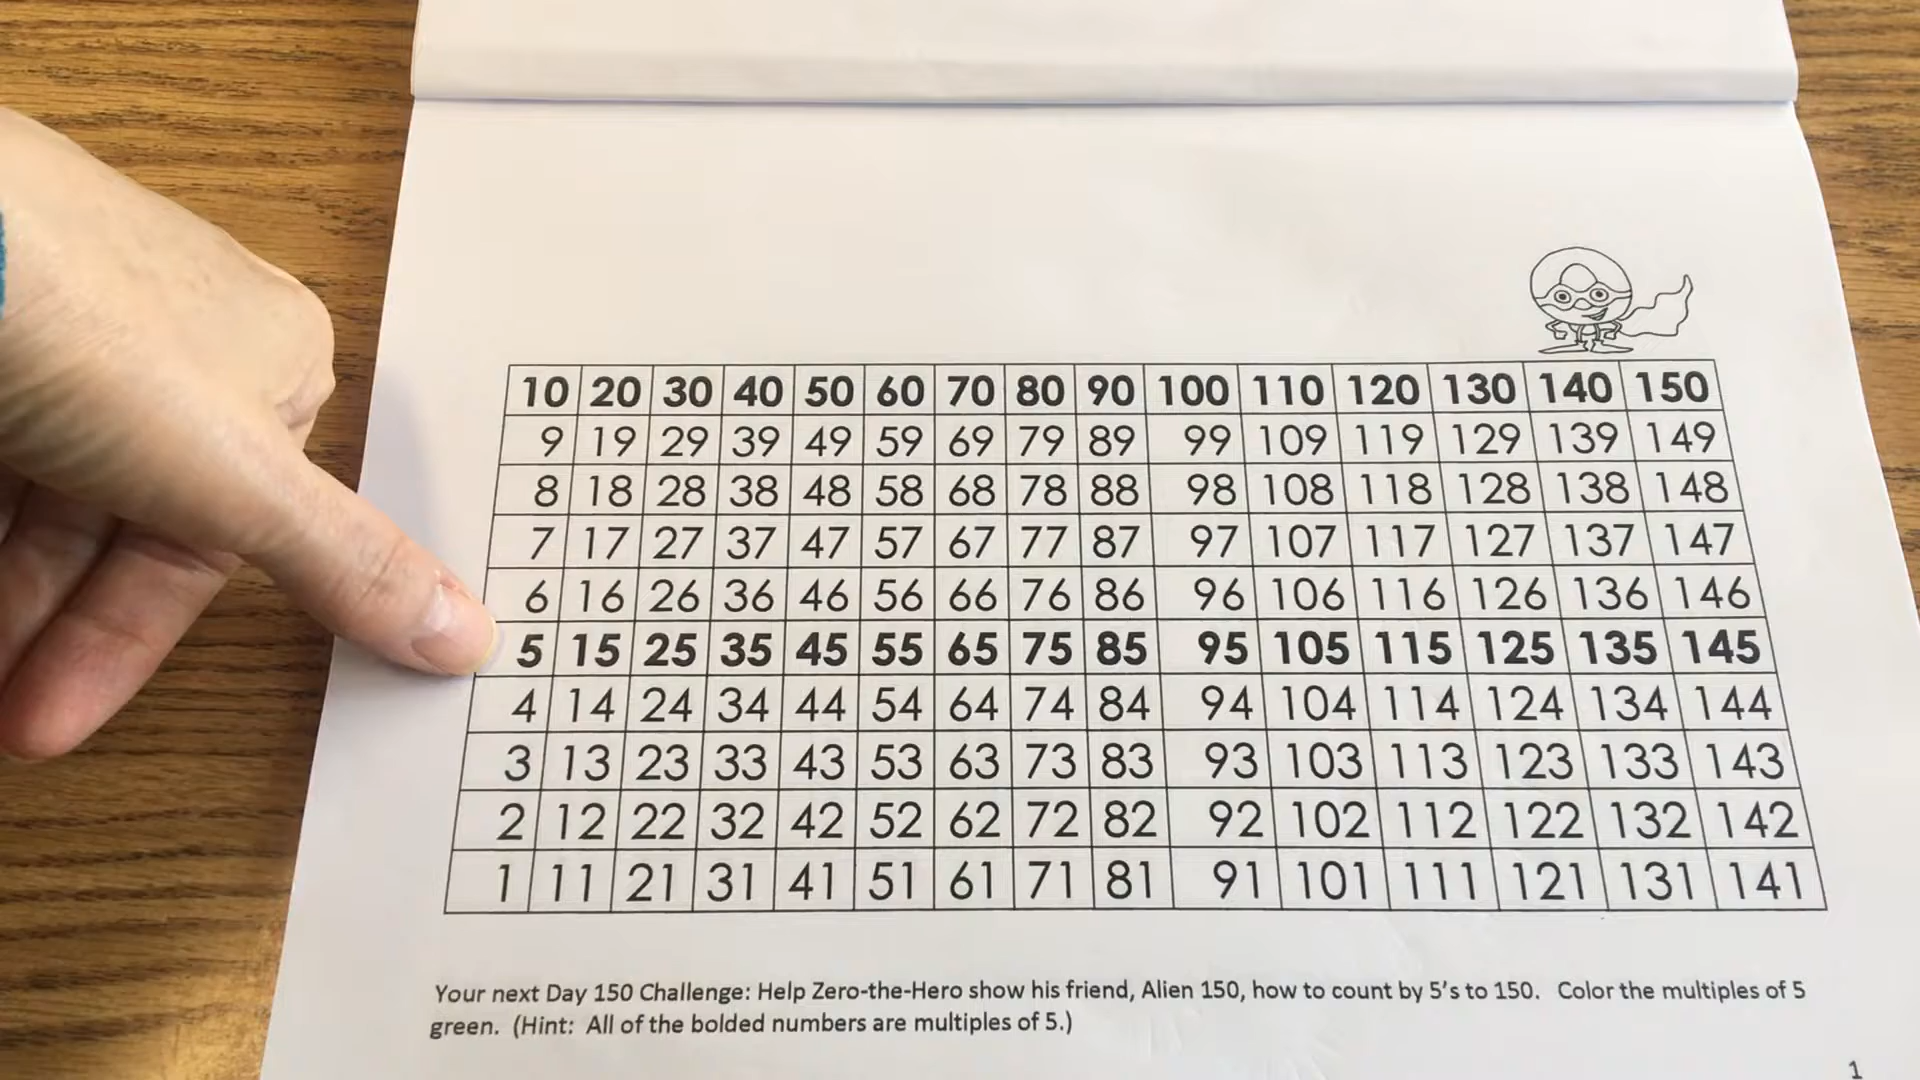 10 20 30 40 50 60 70 80 90 100 110 120 130 140 150
9 19 29 39 49 59 69 79 89 99 109 119 129 139 149
8 18 28 38 48 58 68 78 88 98 108 118 128 138 148
7 17 27 37 47 57 67 77 87 97 107 117 127 137 147
6 16 26 36 46 56 66 76 86 96 106 116 126 136 146
5 15 25 35 45 55 65 75 85 95 105 115 125 135 145
4 14 24 34 44 54 64 74 84 94 104 114 124 134 144
3 13 23 33 43 53 63 73 83 93 103 113 123 133 143
2 12 22 32 42 52 62 72 82 92 102 112 122 132 142
1 11 21 31 41 51 61 71 81 91 101 111 121 131 141
Your next Day 150 Challenge: Help Zero-the-Hero show his friend, Alien 150, how to count by 5's to 150. Color the multiples of 5
green. (Hint: All of the bolded numbers are multiples of 5.)
1